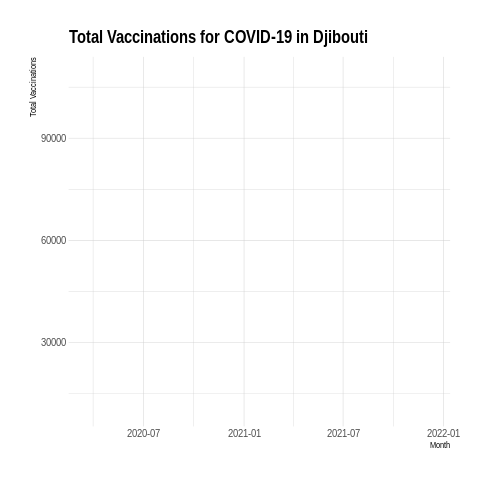 Total Vaccinations for COVID-19 in Djibouti
Total Vaccinations
90000
60000
30000
2020-07 2021-01 2021-07 2022-01
Month